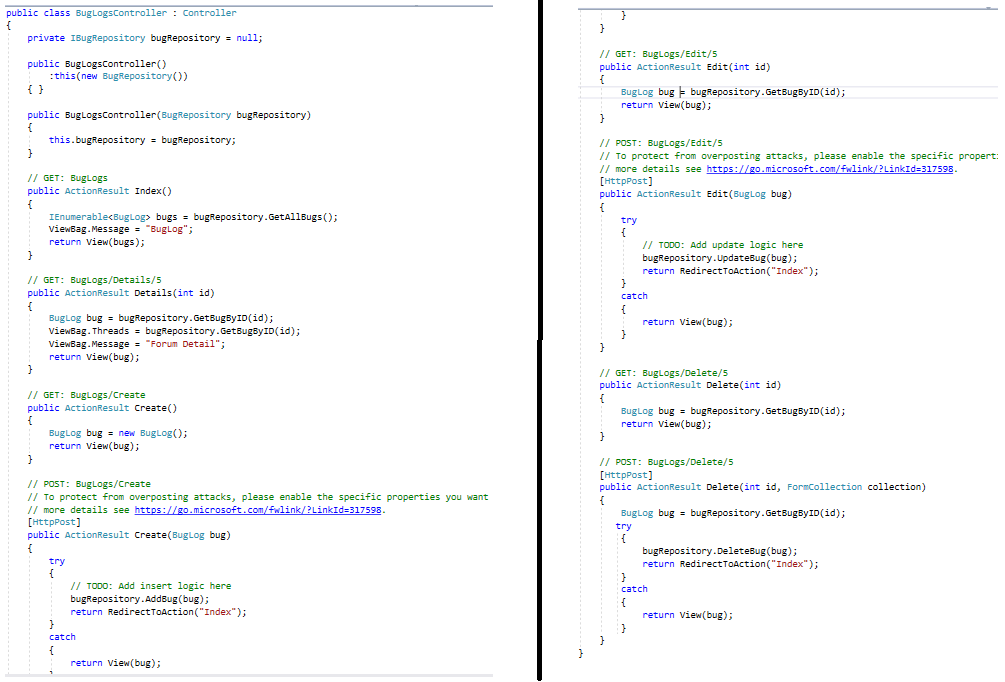 public class BugLogsController : Controller
{
    private IBugRepository bugRepository = null;

    public BugLogsController()
        :this(new BugRepository())
    { }

    public BugLogsController(BugRepository bugRepository)
    {
        this.bugRepository = bugRepository;
    }

    // GET: BugLogs
    public ActionResult Index()
    {
        IEnumerable<BugLog> bugs = bugRepository.GetAllBugs();
        ViewBag.Message = "BugLog";
        return View(bugs);
    }

    // GET: BugLogs/Details/5
    public ActionResult Details(int id)
    {
        BugLog bug = bugRepository.GetBugByID(id);
        ViewBag.Threads = bugRepository.GetBugByID(id);
        ViewBag.Message = "Forum Detail";
        return View(bug);
    }

    // GET: BugLogs/Create
    public ActionResult Create()
    {
        BugLog bug = new BugLog();
        return View(bug);
    }

    // POST: BugLogs/Create
    // To protect from overposting attacks, please enable the specific properties you want
    // more details see https://go.microsoft.com/fwlink/?LinkId=317598.
    [HttpPost]
    public ActionResult Create(BugLog bug)
    {
        try
        {
            // TODO: Add insert logic here
            bugRepository.AddBug(bug);
            return RedirectToAction("Index");
        }
        catch
        {
            return View(bug);
        }
    }

    // GET: BugLogs/Edit/5
    public ActionResult Edit(int id)
    {
        BugLog bug = bugRepository.GetBugByID(id);
        return View(bug);
    }

    // POST: BugLogs/Edit/5
    // To protect from overposting attacks, please enable the specific properti
    // more details see https://go.microsoft.com/fwlink/?LinkId=317598.
    [HttpPost]
    public ActionResult Edit(BugLog bug)
    {
        try
        {
            // TODO: Add update logic here
            bugRepository.UpdateBug(bug);
            return RedirectToAction("Index");
        }
        catch
        {
            return View(bug);
        }
    }

    // GET: BugLogs/Delete/5
    public ActionResult Delete(int id)
    {
        BugLog bug = bugRepository.GetBugByID(id);
        return View(bug);
    }

    // POST: BugLogs/Delete/5
    [HttpPost]
    public ActionResult Delete(int id, FormCollection collection)
    {
        BugLog bug = bugRepository.GetBugByID(id);
       try
        {
            bugRepository.DeleteBug(bug);
            return RedirectToAction("Index");
        }
        catch
        {
            return View(bug);
        }
    }
}